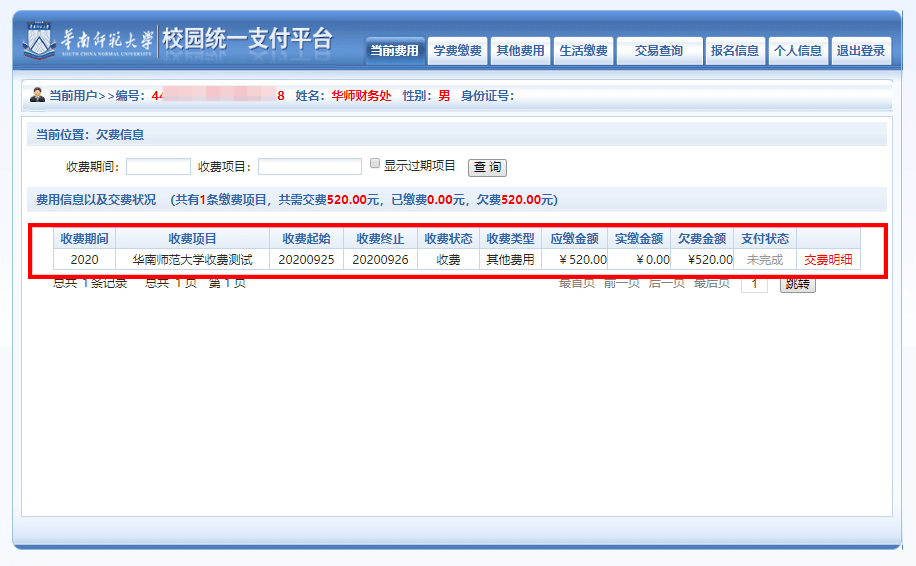 华南师范大学 校园统一支付平台
SOUTH CHINA NORMAL UNIVERSITY
当前费用 学费缴费 其他费用 生活缴费 交易查询 报名信息 个人信息 退出登录
当前用户>>编号: 44 8 姓名: 华师财务处 性别: 男 身份证号:
当前位置: 欠费信息
收费期间: 收费项目: 显示过期项目 查 询
费用信息以及交费状况 (共有1条缴费项目, 共需交费520.00元, 已缴费0.00元, 欠费520.00元)
收费期间 收费项目 收费起始 收费终止 收费状态 收费类型 应缴金额 实缴金额 欠费金额 支付状态
2020 华南师范大学收费测试 20200925 20200926 收费 其他费用 ¥520.00 ¥0.00 ¥520.00 未完成 交费明细
总共 1 条记录 总共 1 页 第 1 页 最首页 前一页 后一页 最后页 1 跳转